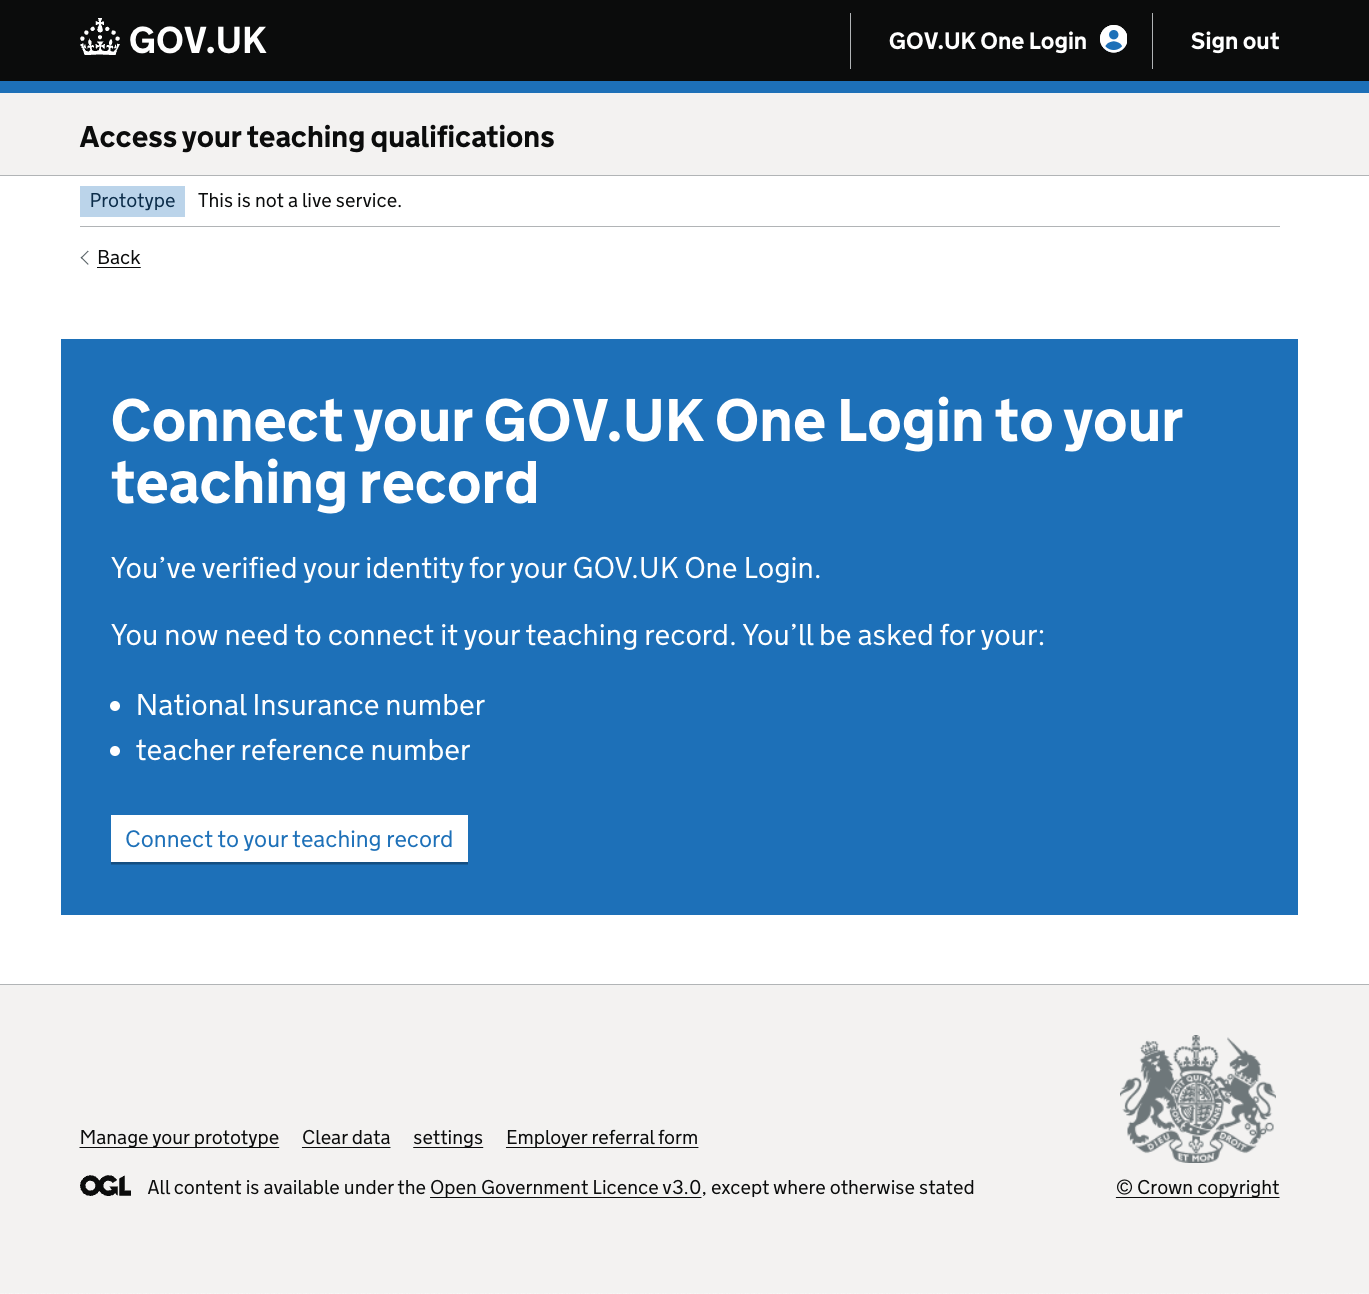 GOV.UK
GOV.UK One Login
Sign out
Access your teaching qualifications
Prototype This is not a live service.
Back
Connect your GOV.UK One Login to your
teaching record
You’ve verified your identity for your GOV.UK One Login.
You now need to connect it your teaching record. You’ll be asked for your:
• National Insurance number
• teacher reference number
Connect to your teaching record
Manage your prototype Clear data settings Employer referral form
OGL All content is available under the Open Government Licence v3.0, except where otherwise stated
DIEU ET MON DROIT
© Crown copyright